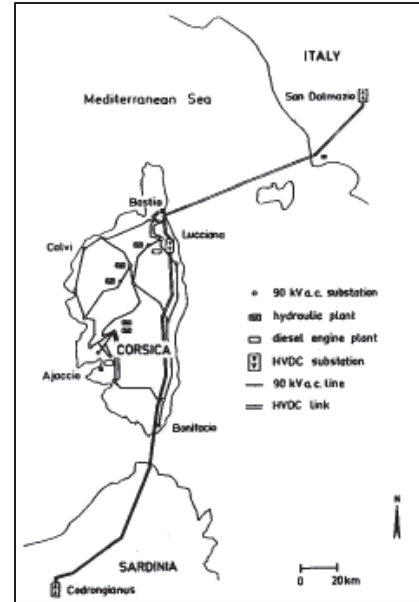 ITALY
San Dalmazio
Mediterranean Sea
Bastia
Calvi
Lucciana
90 kV a.c. substation
hydraulic plant
diesel engine plant
CORSICA
HVDC substation
Ajaccio
90 kV a.c. line
HVDC link
Bonifacio
N
SARDINIA
0 20km
Codrongianus